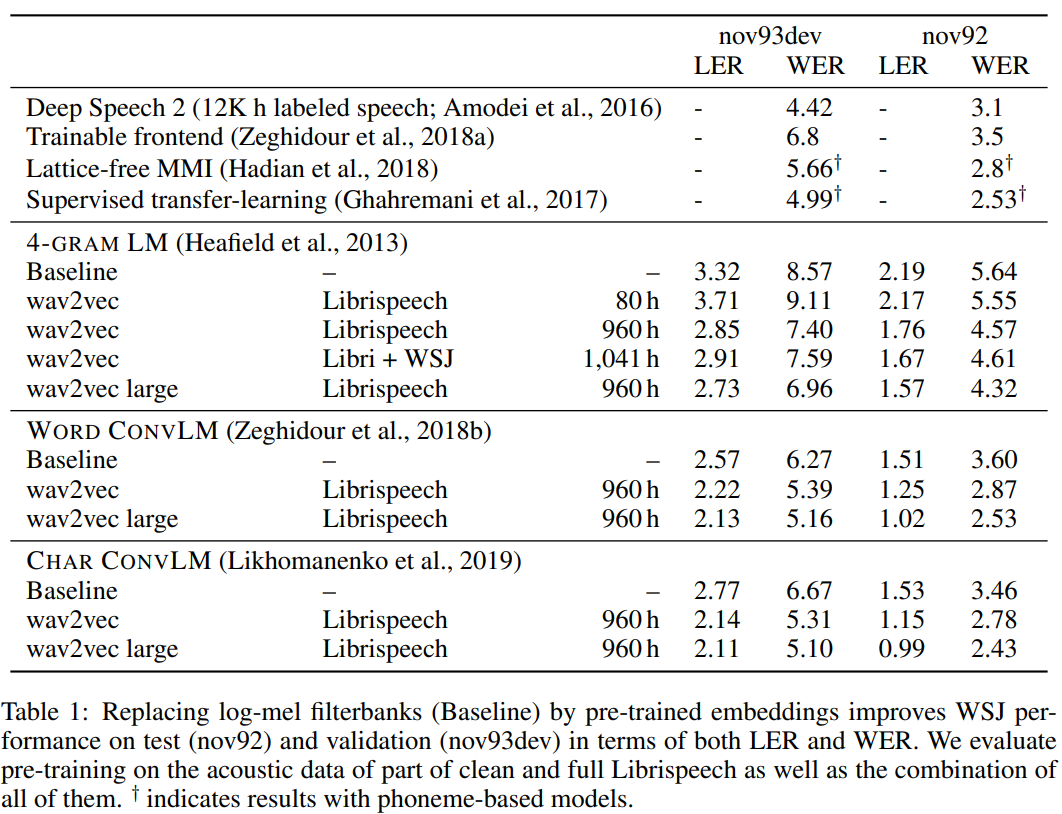 nov93dev nov92
LER WER LER WER
Deep Speech 2 (12K h labeled speech; Amodei et al., 2016) - 4.42 - 3.1
Trainable frontend (Zeghidour et al., 2018a) - 6.8 - 3.5
Lattice-free MMI (Hadian et al., 2018) - 5.66† - 2.8†
Supervised transfer-learning (Ghahremani et al., 2017) - 4.99† - 2.53†
4-GRAM LM (Heafield et al., 2013)
Baseline – – 3.32 8.57 2.19 5.64
wav2vec Librispeech 80 h 3.71 9.11 2.17 5.55
wav2vec Librispeech 960 h 2.85 7.40 1.76 4.57
wav2vec Libri + WSJ 1,041 h 2.91 7.59 1.67 4.61
wav2vec large Librispeech 960 h 2.73 6.96 1.57 4.32
WORD CONVLM (Zeghidour et al., 2018b)
Baseline – – 2.57 6.27 1.51 3.60
wav2vec Librispeech 960 h 2.22 5.39 1.25 2.87
wav2vec large Librispeech 960 h 2.13 5.16 1.02 2.53
CHAR CONVLM (Likhomanenko et al., 2019)
Baseline – – 2.77 6.67 1.53 3.46
wav2vec Librispeech 960 h 2.14 5.31 1.15 2.78
wav2vec large Librispeech 960 h 2.11 5.10 0.99 2.43
Table 1: Replacing log-mel filterbanks (Baseline) by pre-trained embeddings improves WSJ per-
formance on test (nov92) and validation (nov93dev) in terms of both LER and WER. We evaluate
pre-training on the acoustic data of part of clean and full Librispeech as well as the combination of
all of them. † indicates results with phoneme-based models.